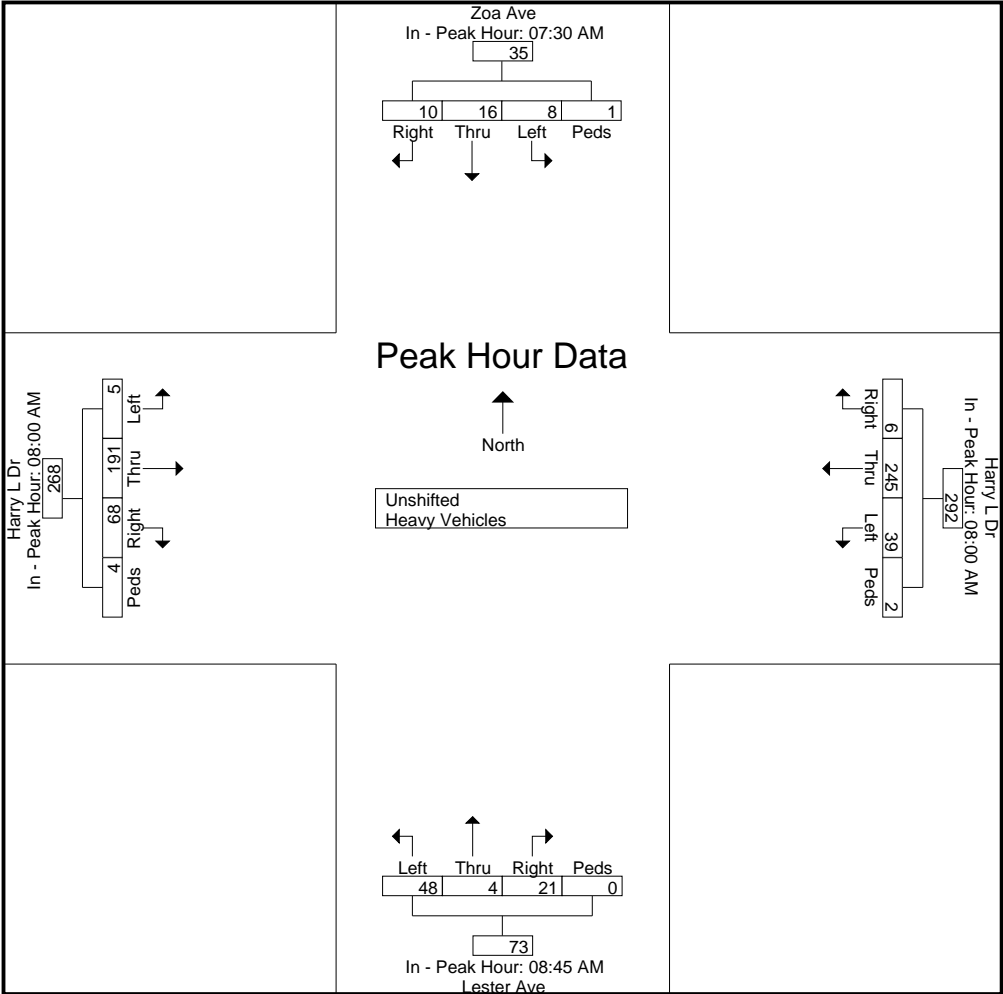 Zoa Ave
In - Peak Hour: 07:30 AM
35
10 16 8 1
Right Thru Left Peds
Peak Hour Data
North
Unshifted
Heavy Vehicles
Harry L Dr
In - Peak Hour: 08:00 AM
268
5 191 68 4
Left Thru Right Peds
Harry L Dr
In - Peak Hour: 08:00 AM
292
6 245 39 2
Right Thru Left Peds
Left Thru Right Peds
48 4 21 0
73
In - Peak Hour: 08:45 AM
Lester Ave